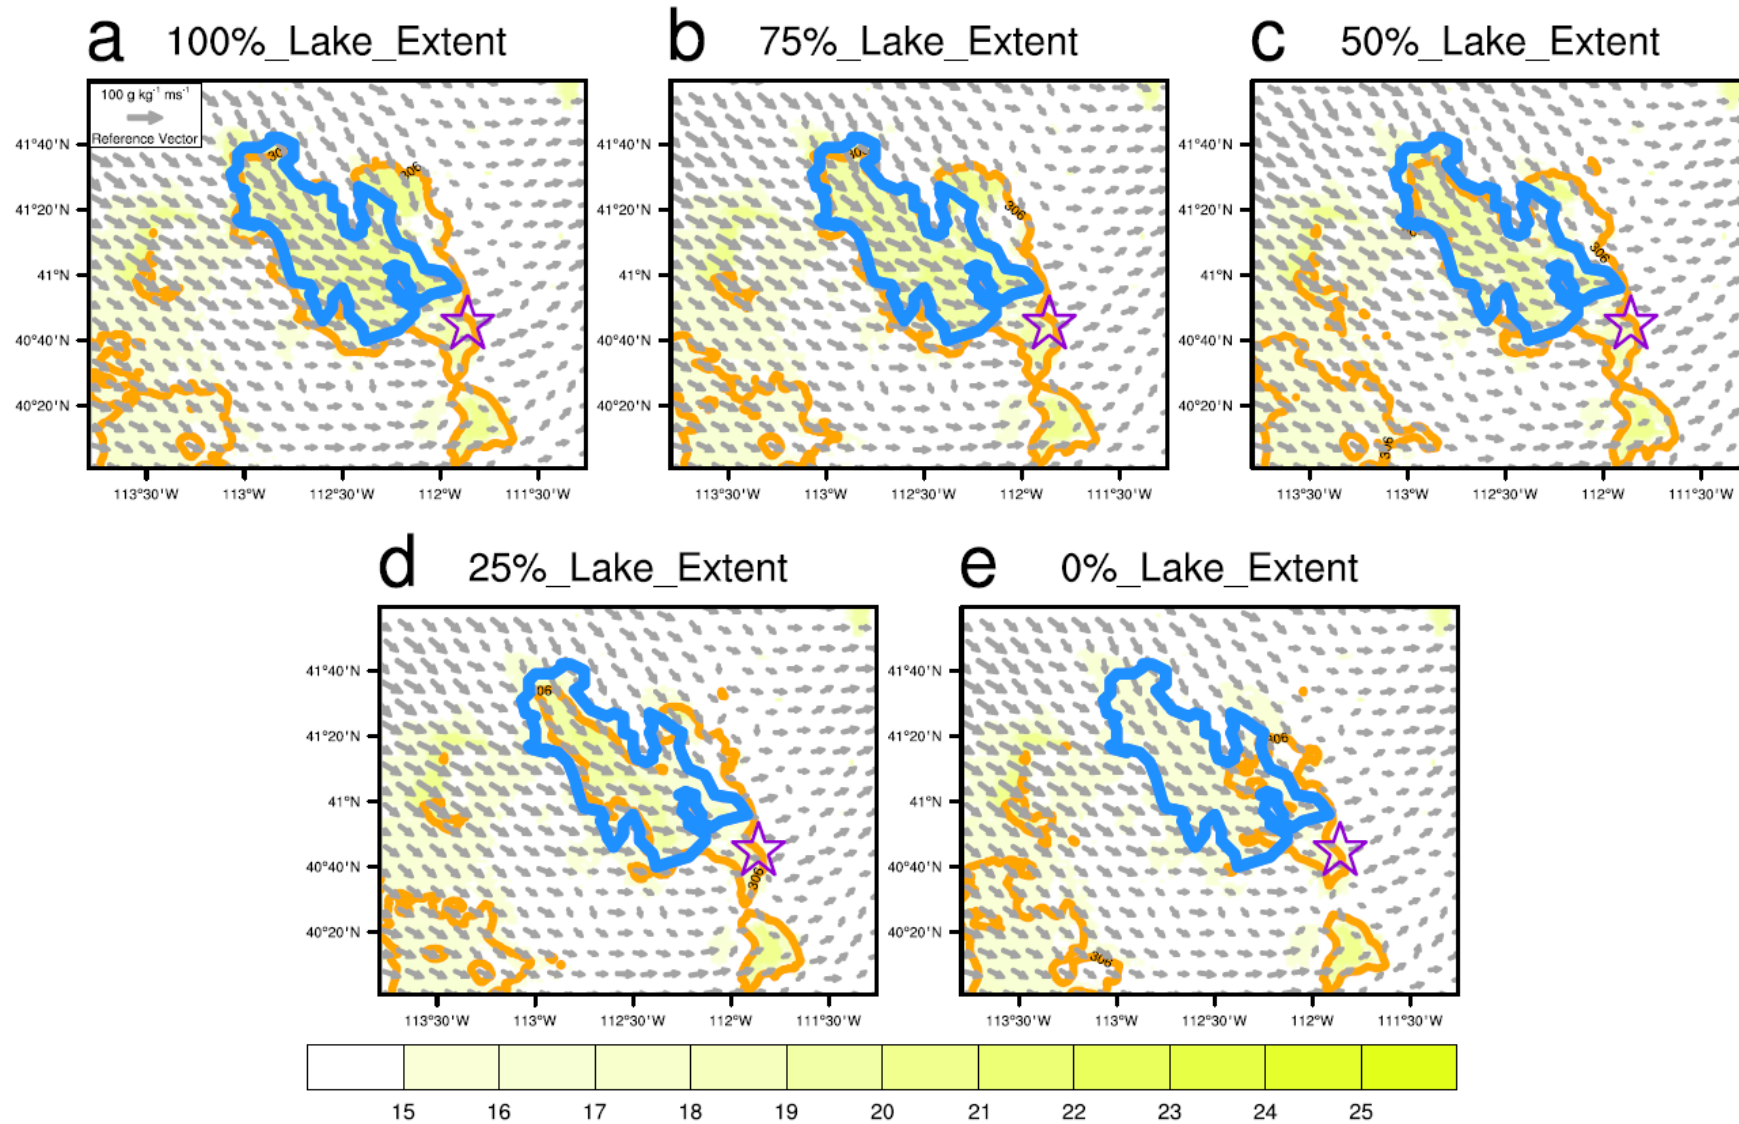 a 100%_Lake_Extent
b 75%_Lake_Extent
c 50%_Lake_Extent
100 g kg⁻¹ ms⁻¹
Reference Vector
41°40'N
41°20'N
41°N
40°40'N
40°20'N
113°30'W 113°W 112°30'W 112°W 111°30'W
306
41°40'N
41°20'N
41°N
40°40'N
40°20'N
113°30'W 113°W 112°30'W 112°W 111°30'W
306
41°40'N
41°20'N
41°N
40°40'N
40°20'N
113°30'W 113°W 112°30'W 112°W 111°30'W
306
306
d 25%_Lake_Extent
e 0%_Lake_Extent
41°40'N
41°20'N
41°N
40°40'N
40°20'N
113°30'W 113°W 112°30'W 112°W 111°30'W
06
306
41°40'N
41°20'N
41°N
40°40'N
40°20'N
113°30'W 113°W 112°30'W 112°W 111°30'W
306
306
15 16 17 18 19 20 21 22 23 24 25